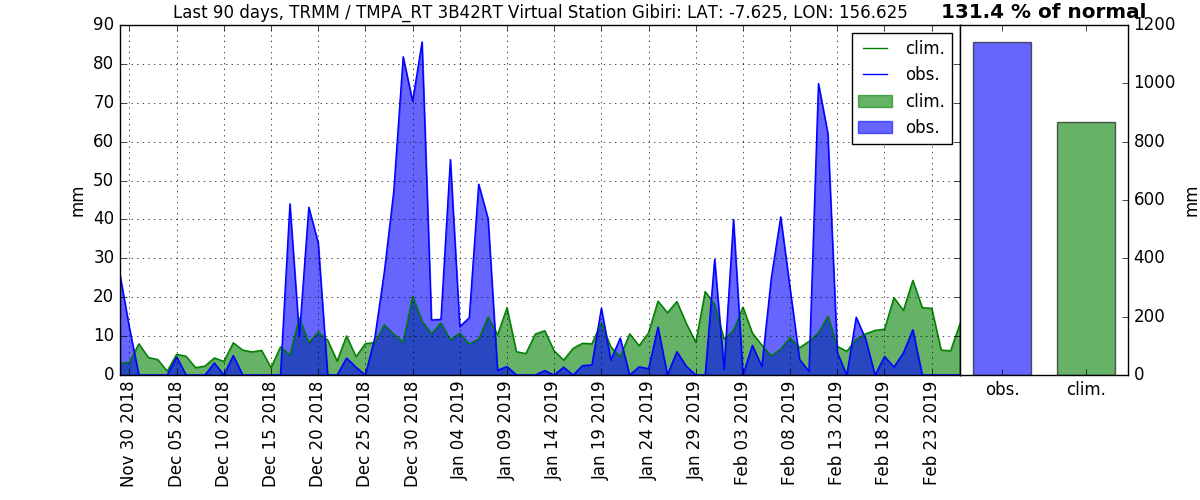 Last 90 days, TRMM / TMPA_RT 3B42RT Virtual Station Gibiri: LAT: -7.625, LON: 156.625
131.4 % of normal
90
80
70
60
50
40
30
20
10
0
mm
clim.
obs.
clim.
obs.
Nov 30 2018
Dec 05 2018
Dec 10 2018
Dec 15 2018
Dec 20 2018
Dec 25 2018
Dec 30 2018
Jan 04 2019
Jan 09 2019
Jan 14 2019
Jan 19 2019
Jan 24 2019
Jan 29 2019
Feb 03 2019
Feb 08 2019
Feb 13 2019
Feb 18 2019
Feb 23 2019
1200
1000
800
600
400
200
0
mm
obs.
clim.